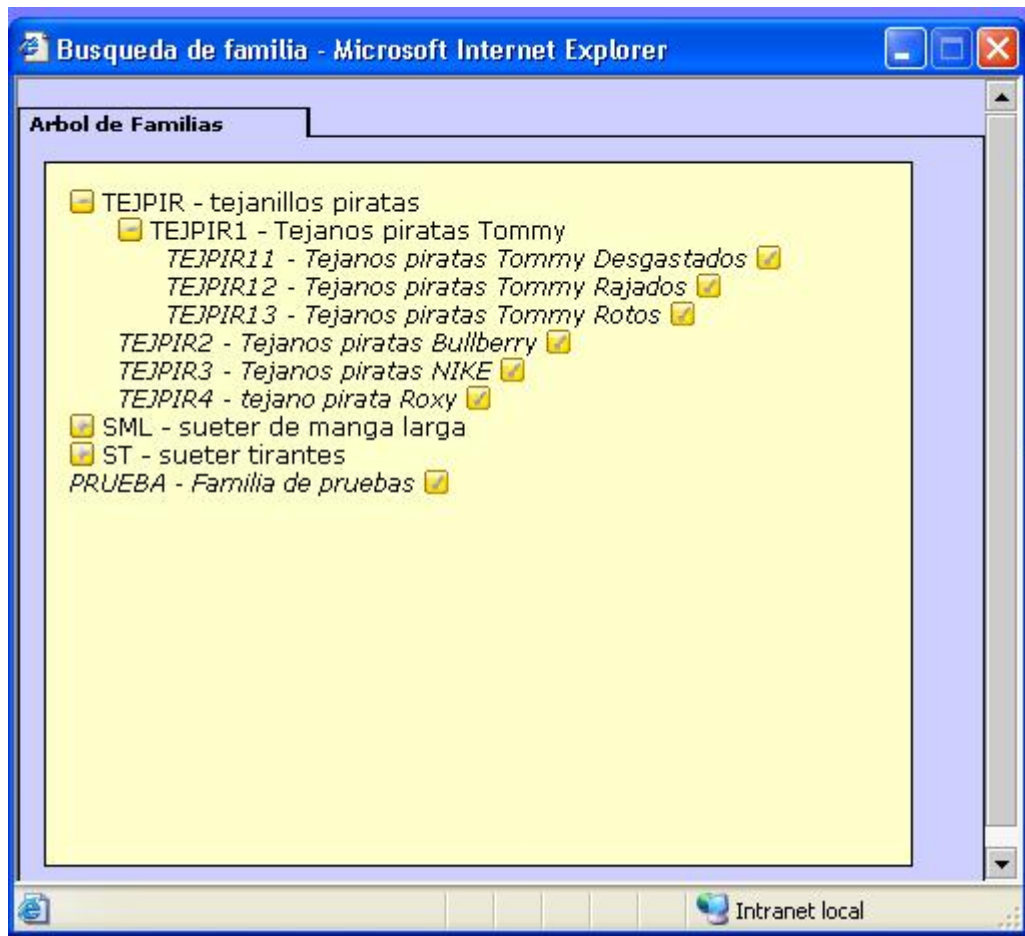 Busqueda de familia - Microsoft Internet Explorer
Arbol de Familias
TEJPIR - tejanillos piratas
TEJPIR1 - Tejanos piratas Tommy
TEJPIR11 - Tejanos piratas Tommy Desgastados
TEJPIR12 - Tejanos piratas Tommy Rajados
TEJPIR13 - Tejanos piratas Tommy Rotos
TEJPIR2 - Tejanos piratas Bullberry
TEJPIR3 - Tejanos piratas NIKE
TEJPIR4 - tejano pirata Roxy
SML - sueter de manga larga
ST - sueter tirantes
PRUEBA - Familia de pruebas
Intranet local